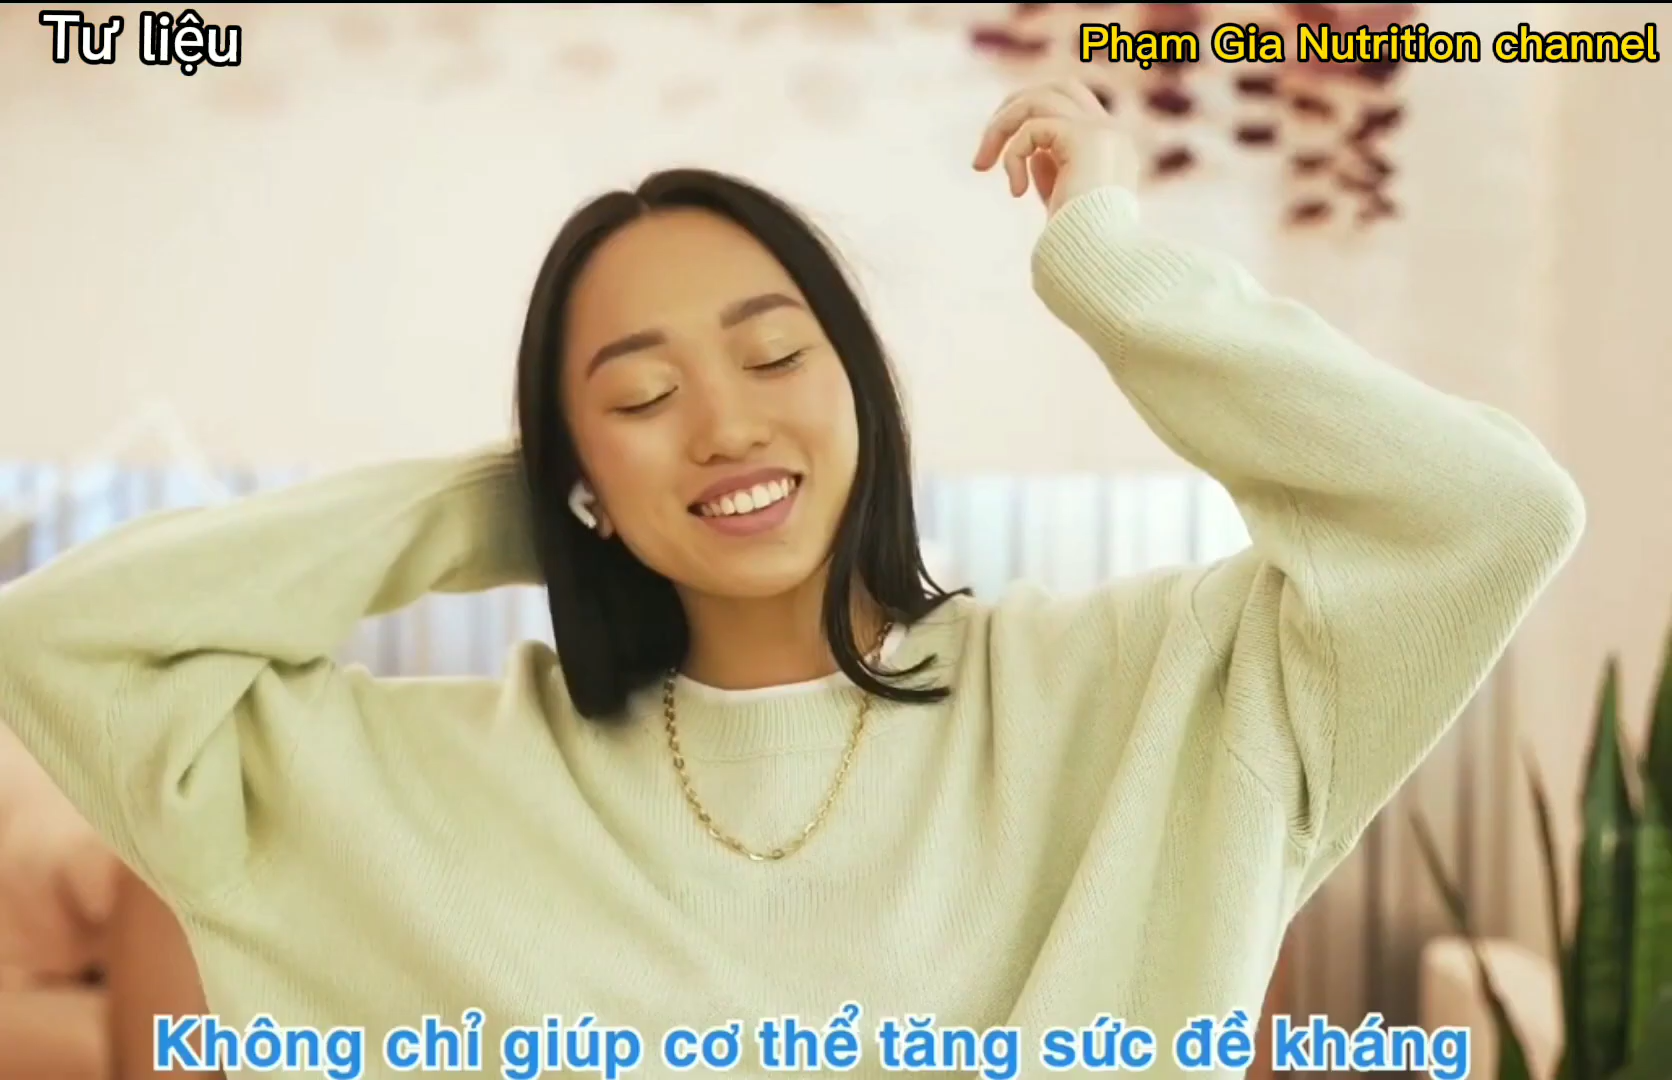 Tư liệu
Phạm Gia Nutrition channel
Không chỉ giúp cơ thể tăng sức đề kháng